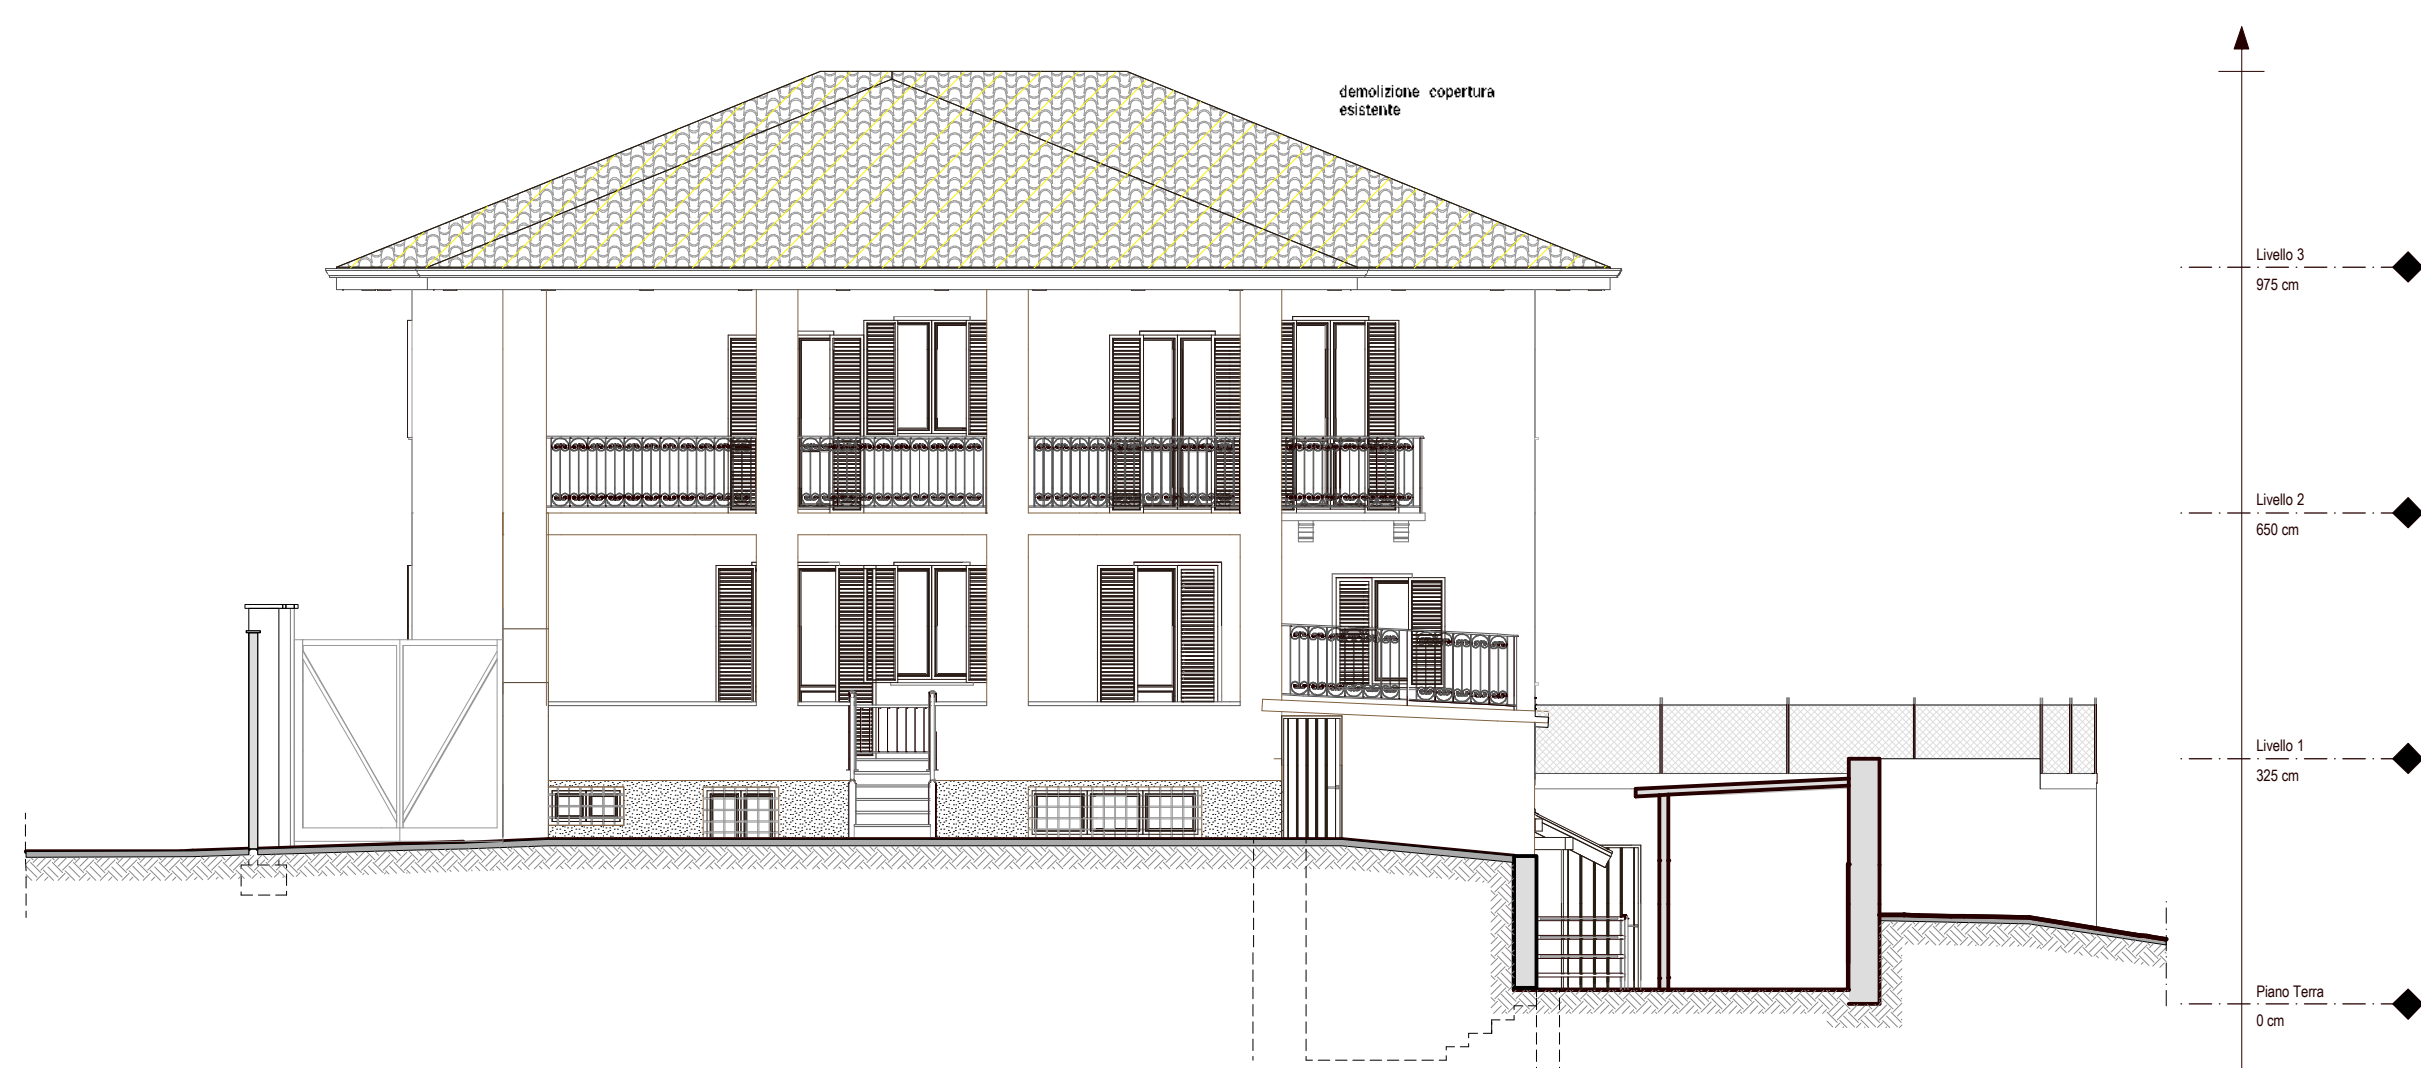 demolizione copertura
esistente
Livello 3
975 cm
Livello 2
650 cm
Livello 1
325 cm
Piano Terra
0 cm